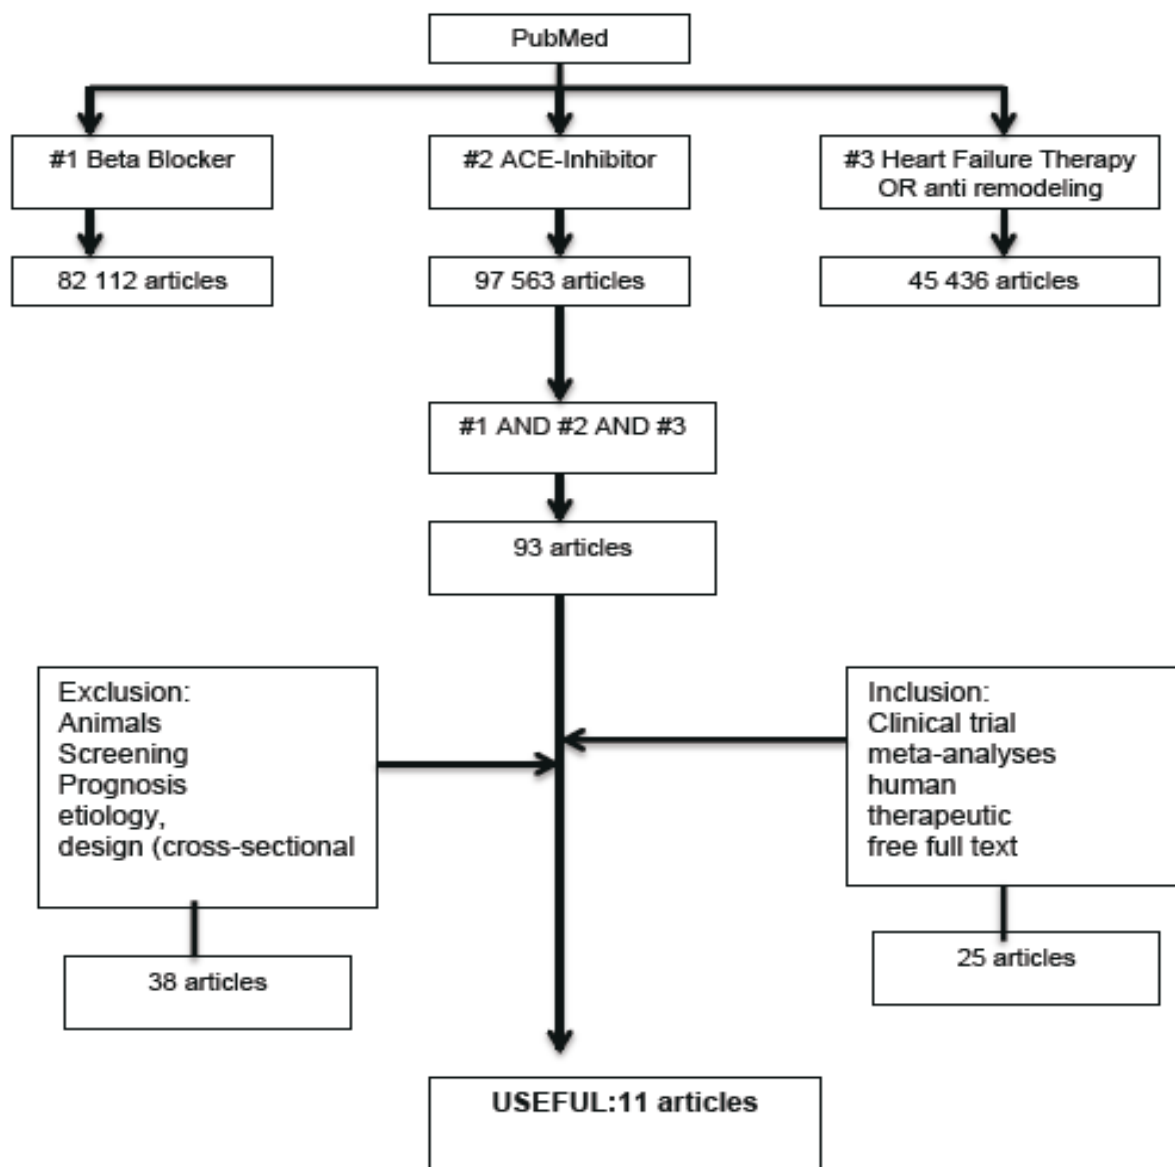 PubMed
#1 Beta Blocker
#2 ACE-Inhibitor
#3 Heart Failure Therapy
OR anti remodeling
82 112 articles
97 563 articles
45 436 articles
#1 AND #2 AND #3
93 articles
Exclusion:
Animals
Screening
Prognosis
etiology,
design (cross-sectional
Inclusion:
Clinical trial
meta-analyses
human
therapeutic
free full text
38 articles
25 articles
USEFUL:11 articles